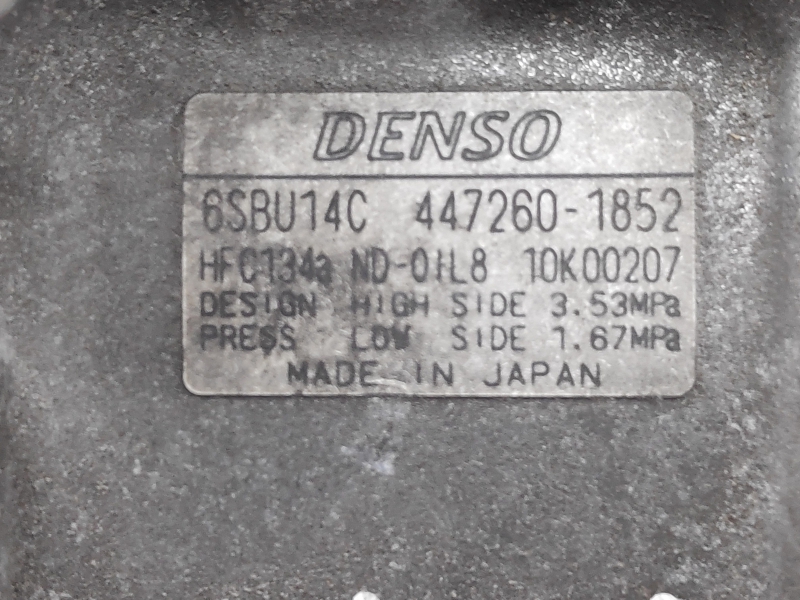 DENSO
6SBU14C 447260-1852
HFC134a ND-OIL8 10K00207
DESIGN HIGH SIDE 3.53MPa
PRESS LOW SIDE 1.67MPa
MADE IN JAPAN